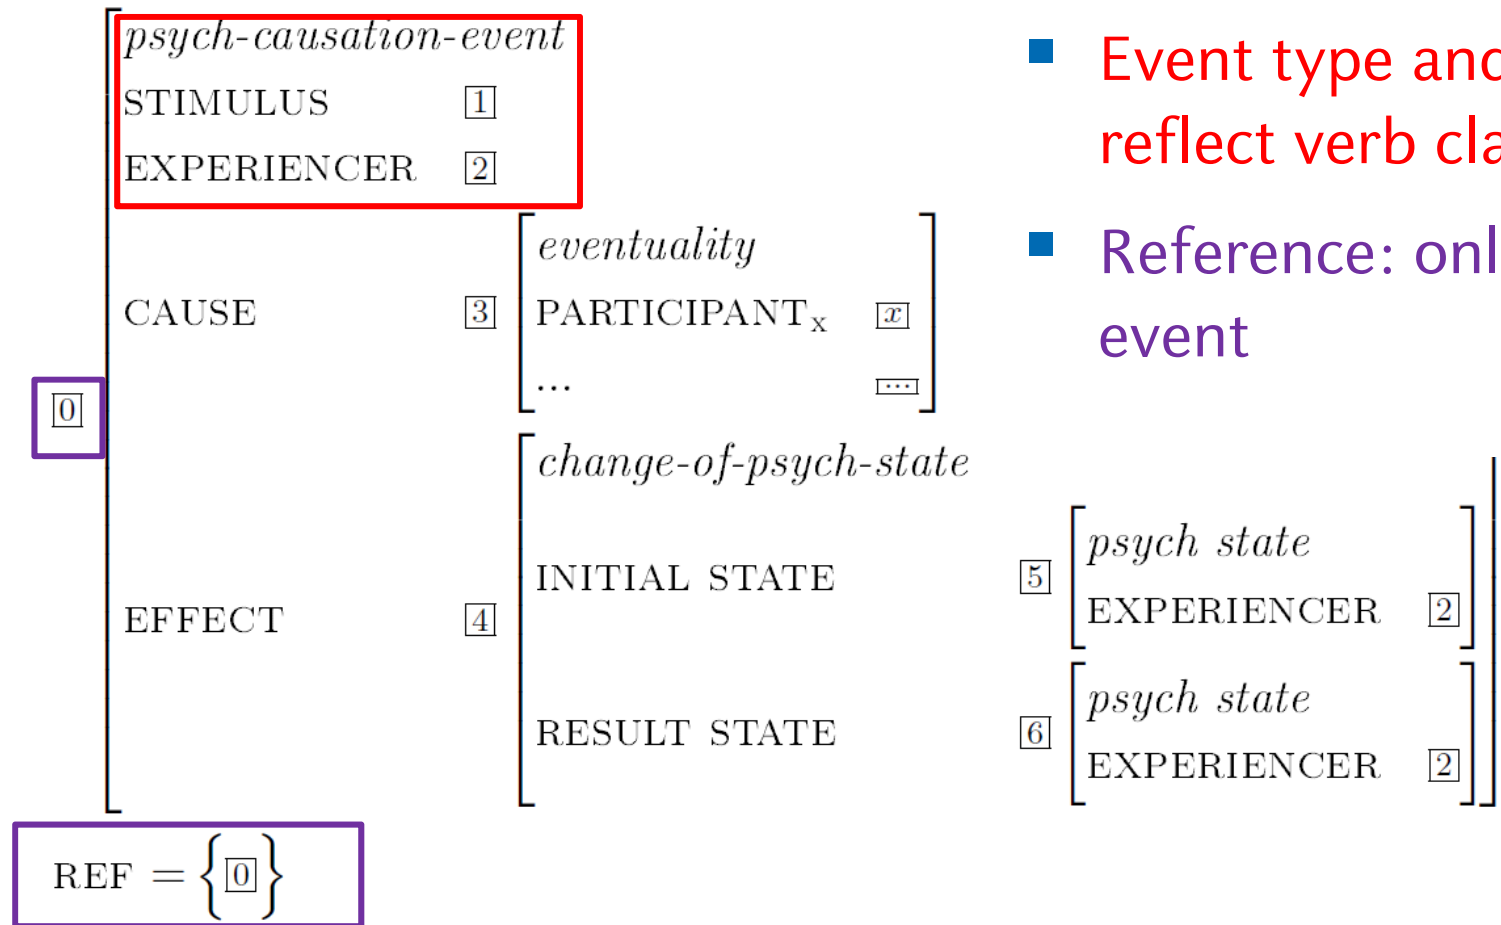 psych-causation-event
STIMULUS 1
EXPERIENCER 2
CAUSE 3
eventuality
PARTICIPANTx x
... ...
0
EFFECT 4
change-of-psych-state
INITIAL STATE 5
psych state
EXPERIENCER 2
RESULT STATE 6
psych state
EXPERIENCER 2
REF = {0}
Event type and
reflect verb cla
Reference: onl
event